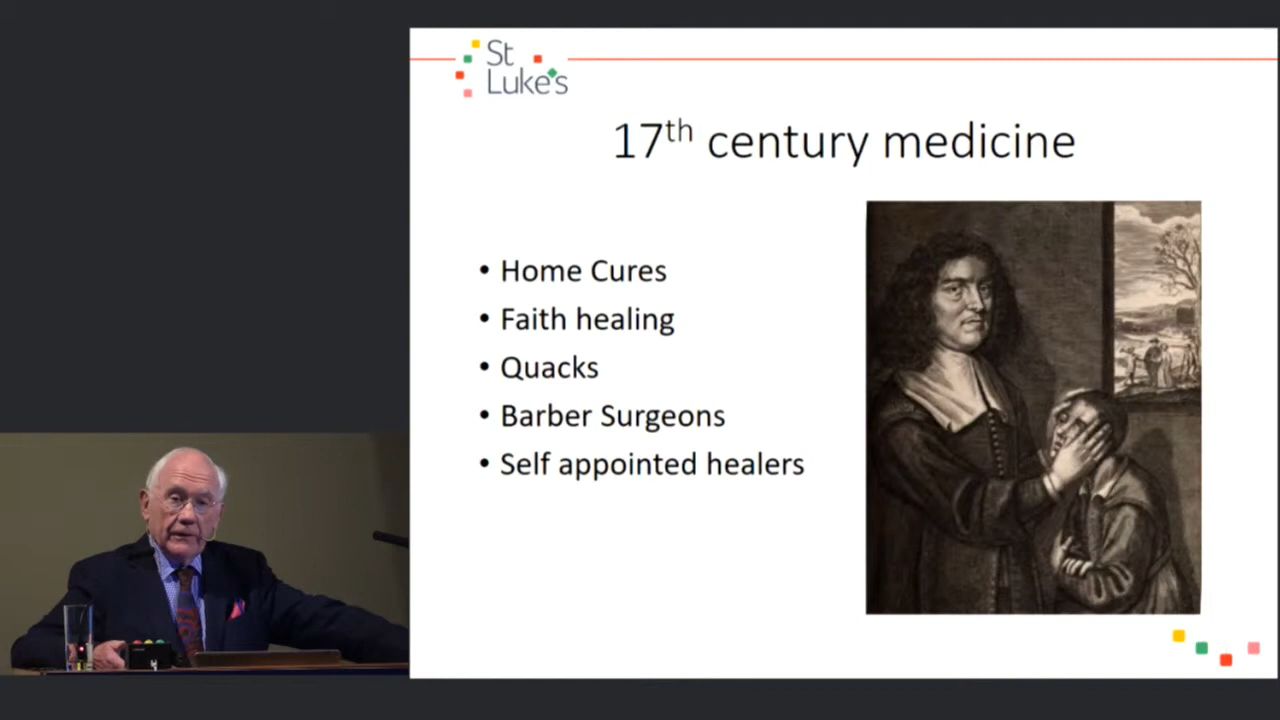 St
Luke's
17th century medicine
• Home Cures
• Faith healing
• Quacks
• Barber Surgeons
• Self appointed healers